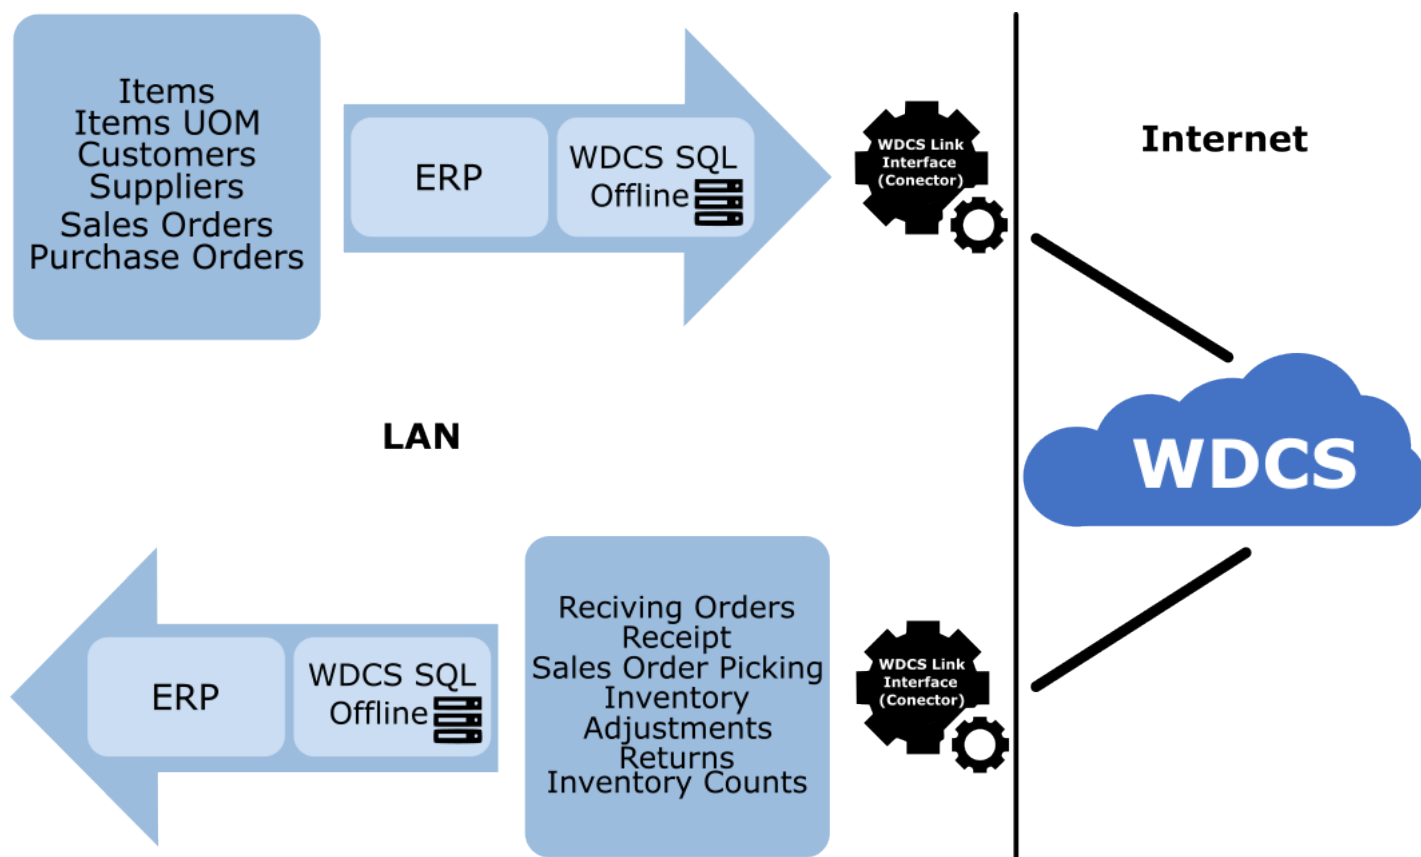 Items
Items UOM
Customers
Suppliers
Sales Orders
Purchase Orders
ERP
WDCS SQL
Offline
WDCS Link
Interface
(Conector)
Internet
LAN
WDCS
ERP
WDCS SQL
Offline
Reciving Orders
Receipt
Sales Order Picking
Inventory
Adjustments
Returns
Inventory Counts
WDCS Link
Interface
(Conector)